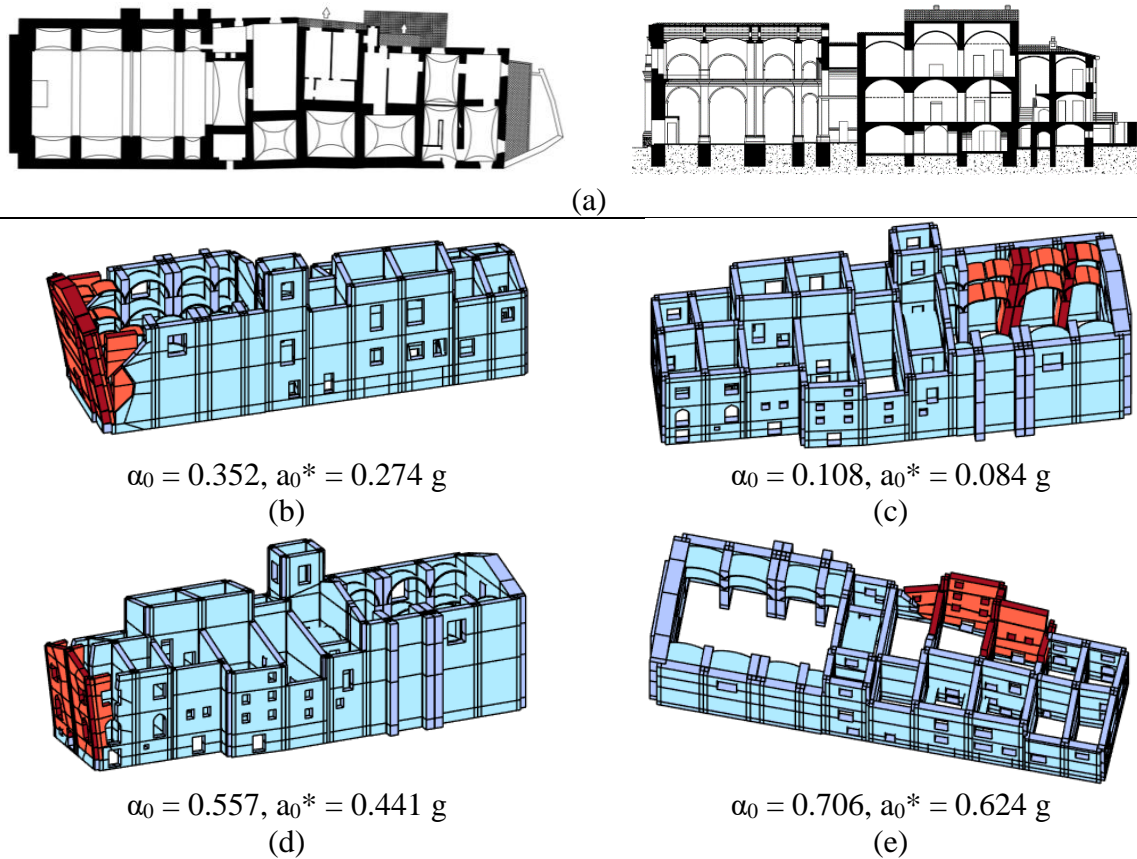 (a)
α₀ = 0.352, a₀* = 0.274 g
(b)
α₀ = 0.108, a₀* = 0.084 g
(c)
α₀ = 0.557, a₀* = 0.441 g
(d)
α₀ = 0.706, a₀* = 0.624 g
(e)